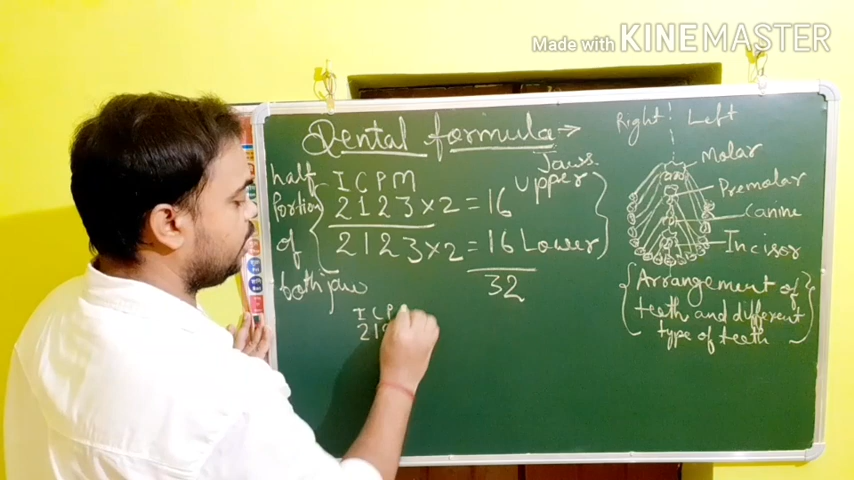 Made with KINEMASTER
Dental formula →
half portion of both jaw
I C P M
2 1 2 3 × 2 = 16 Upper Jaws.
2 1 2 3 × 2 = 16 Lower
32
I C P
2 1
Right Left
Molar
Premolar
Canine
Incisor
Arrangement of
teeth and different
type of teeth